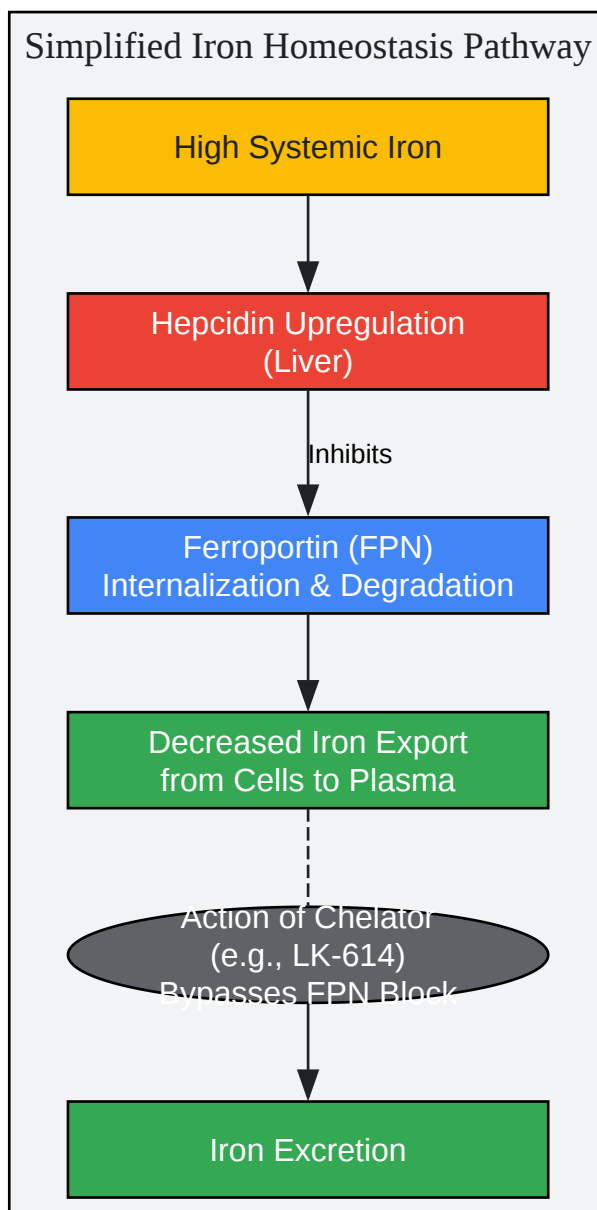 Simplified Iron Homeostasis Pathway
High Systemic Iron
Hepcidin Upregulation
(Liver)
Inhibits
Ferroportin (FPN)
Internalization & Degradation
Decreased Iron Export
from Cells to Plasma
Action of Chelator
(e.g., LK-614)
Bypasses FPN Block
Iron Excretion